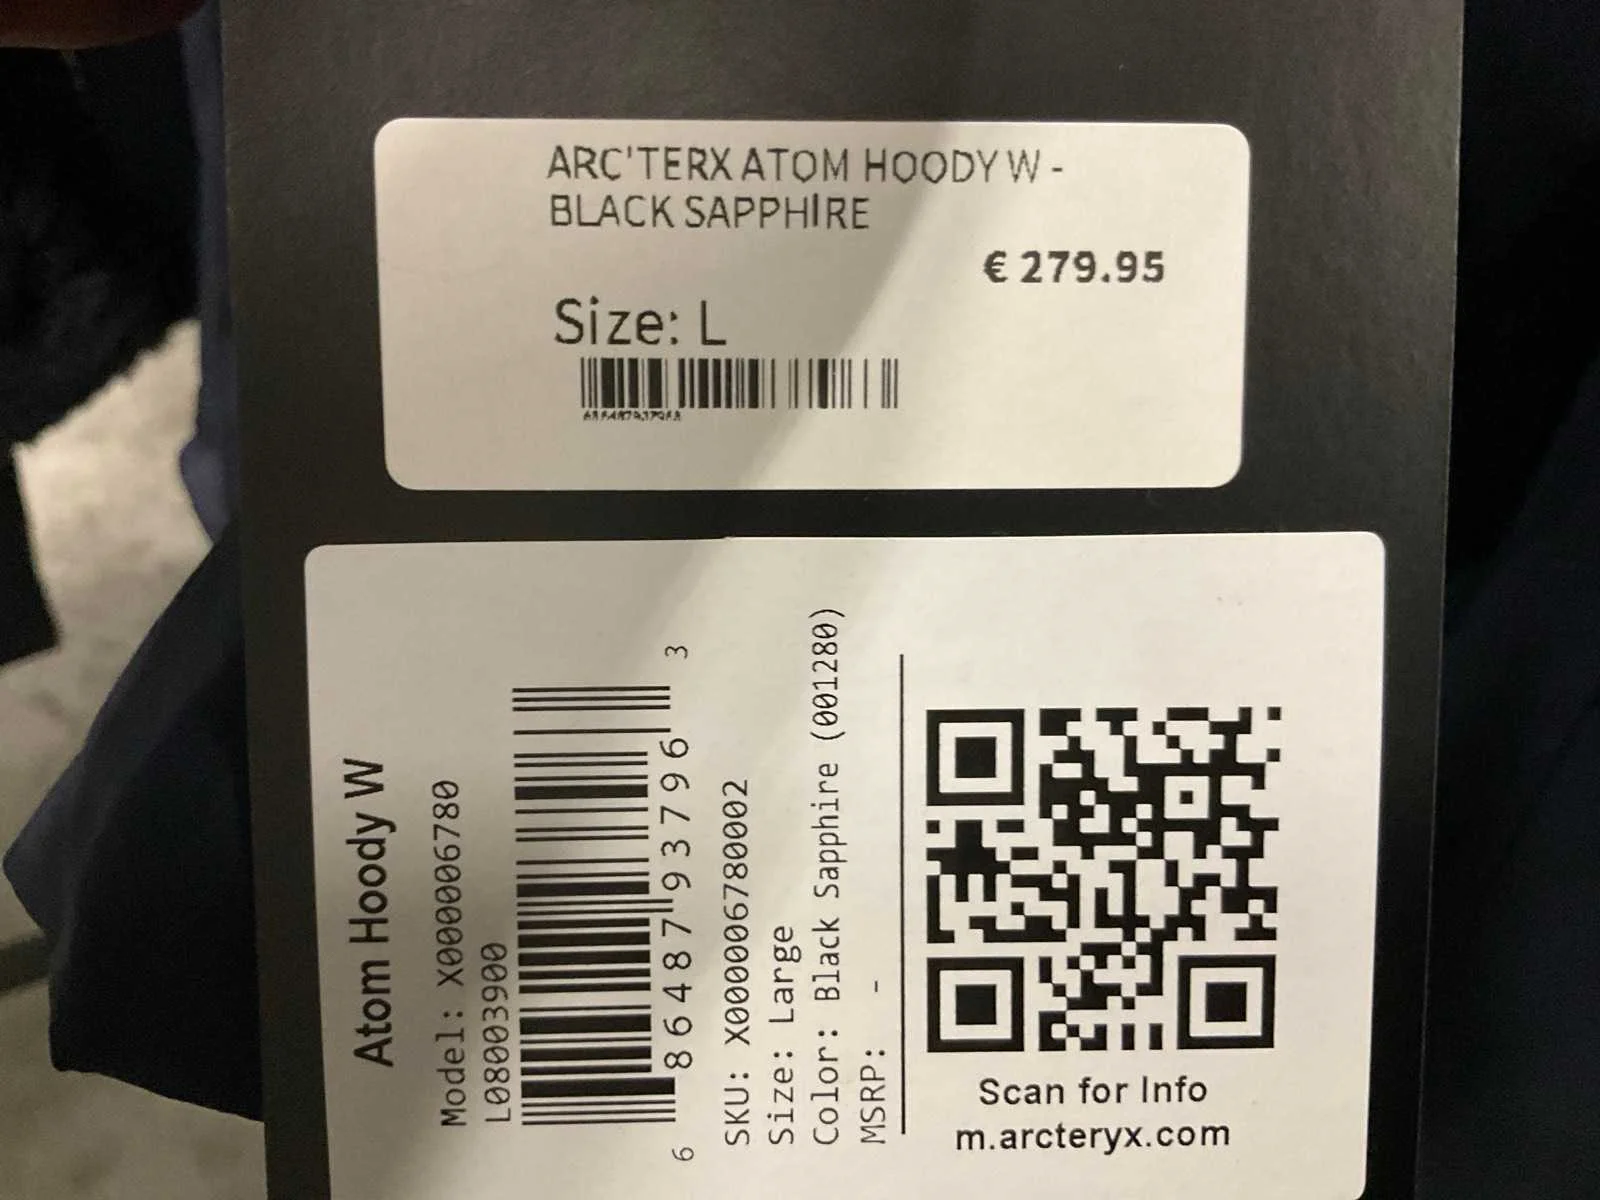 ARC'TERX ATOM HOODY W -
BLACK SAPPHIRE
€ 279.95
Size: L
Atom Hoody W
Model: X000006780
L08003900
6 86487 93796 3
SKU: X000006780002
Size: Large
Color: Black Sapphire (001280)
MSRP: -
Scan for Info
m.arcteryx.com